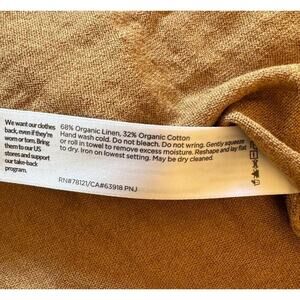 We want our clothes
back, even if they're
worn or torn. Bring
them to our US
stores and support
our take-back
program.
68% Organic Linen, 32% Organic Cotton
Hand wash cold. Do not bleach. Do not wring. Gently squeeze
or roll in towel to remove excess moisture. Reshape and lay flat
to dry. Iron on lowest setting. May be dry cleaned.
RN#78121/CA#63918 PNJ